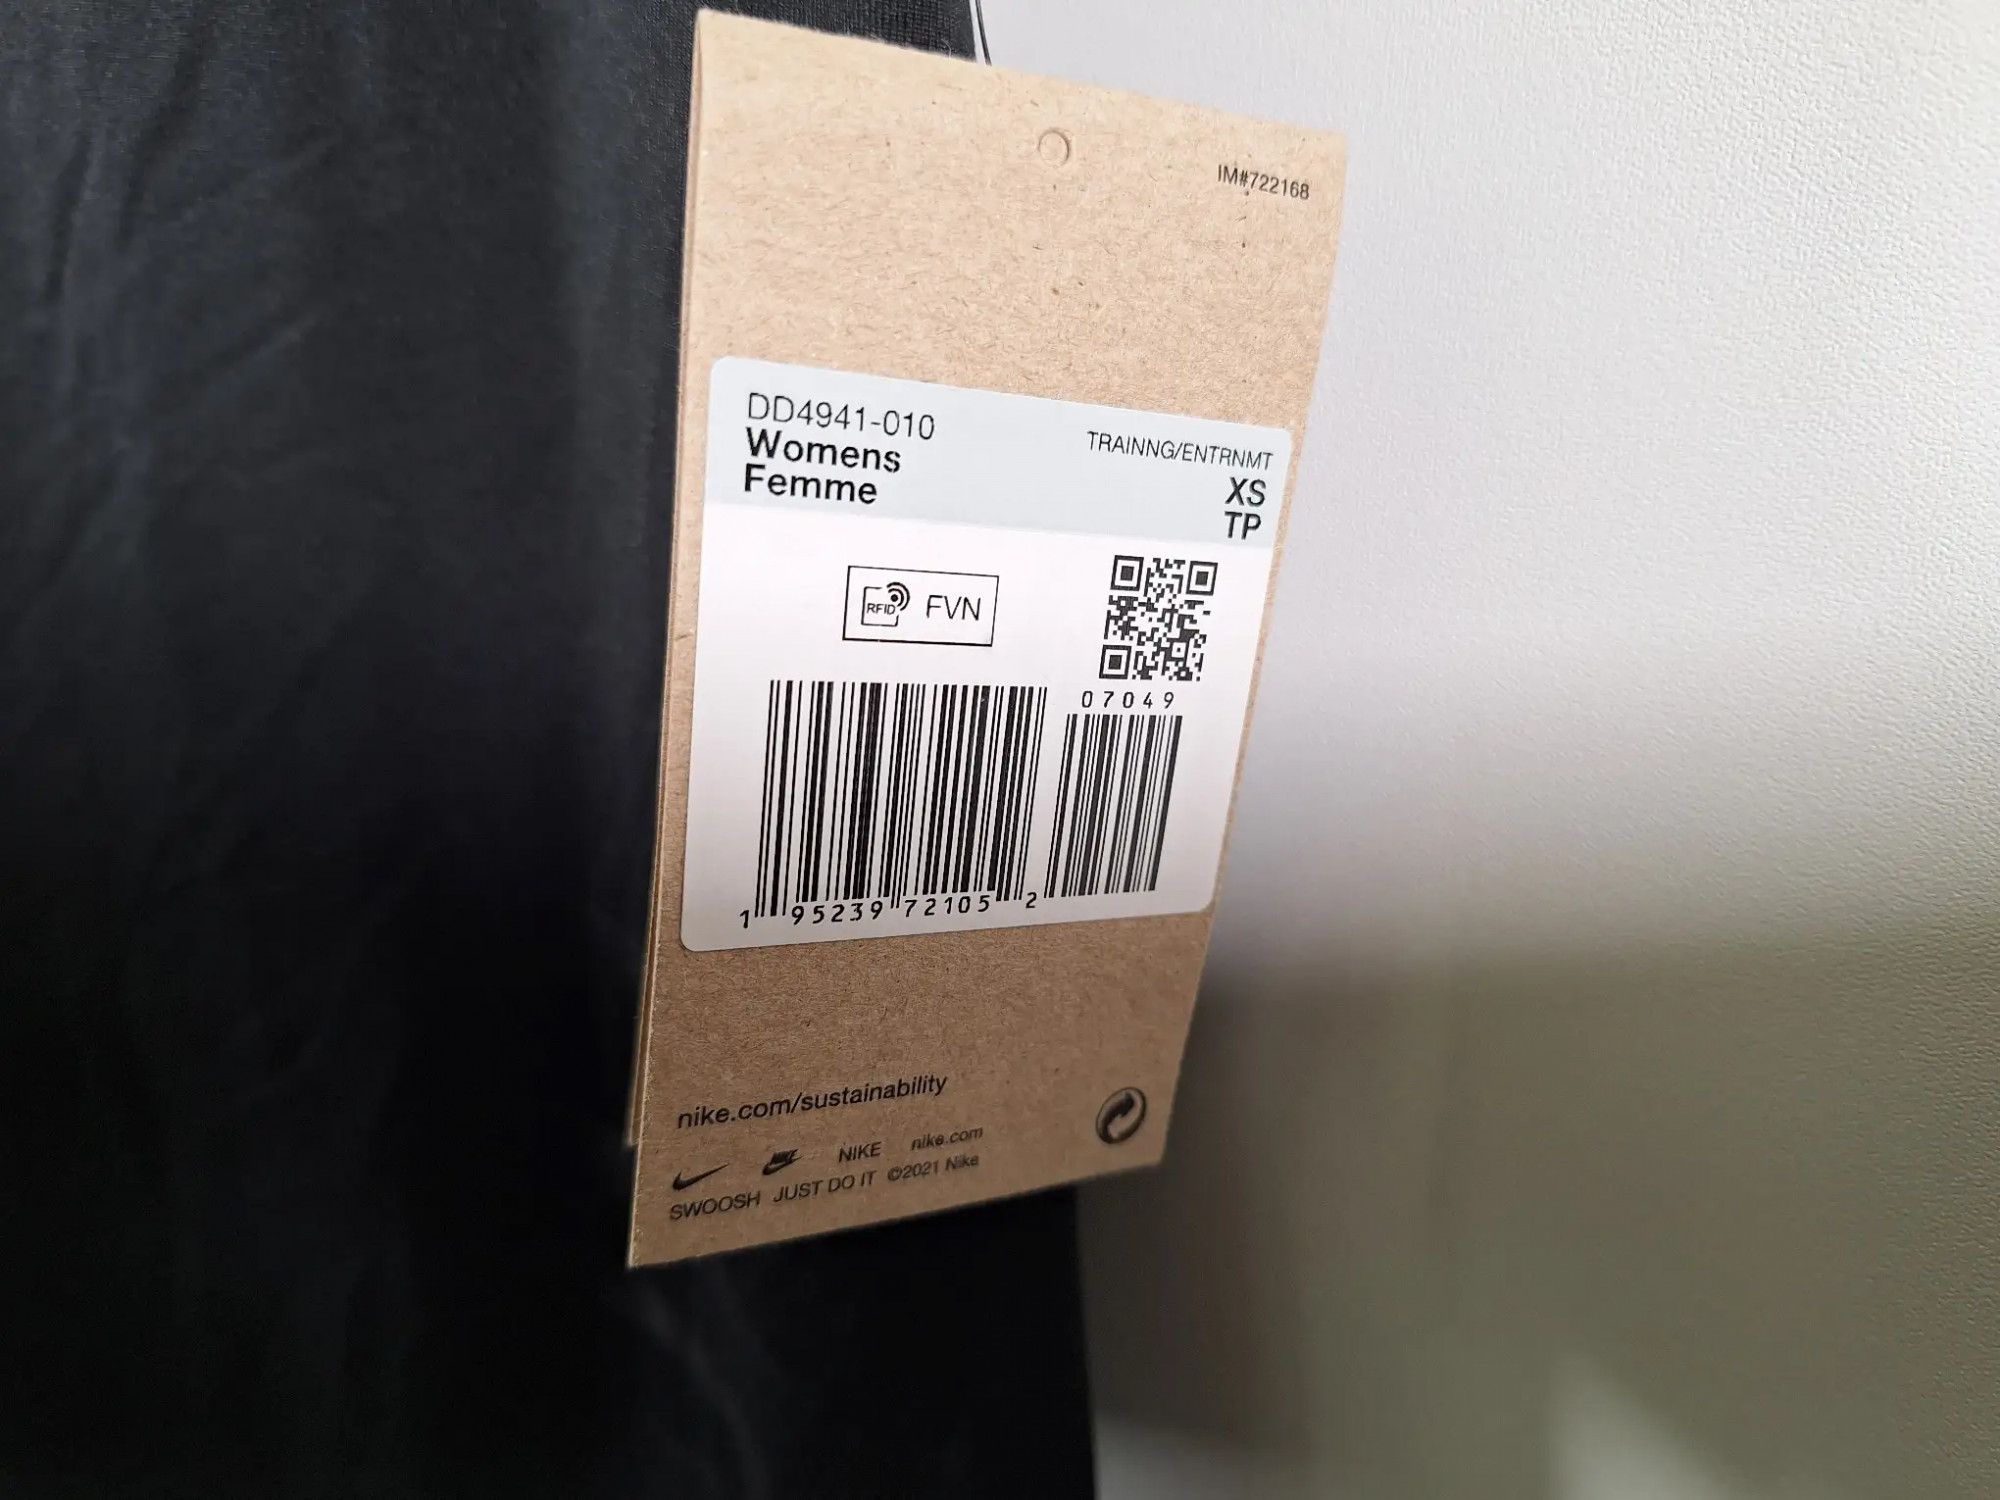 IM#722168
DD4941-010
Womens
Femme
TRAINNG/ENTRNMT
XS
TP
RFID FVN
07049
1 95239 72105 2
nike.com/sustainability
NIKE nike.com
SWOOSH JUST DO IT ©2021 Nike